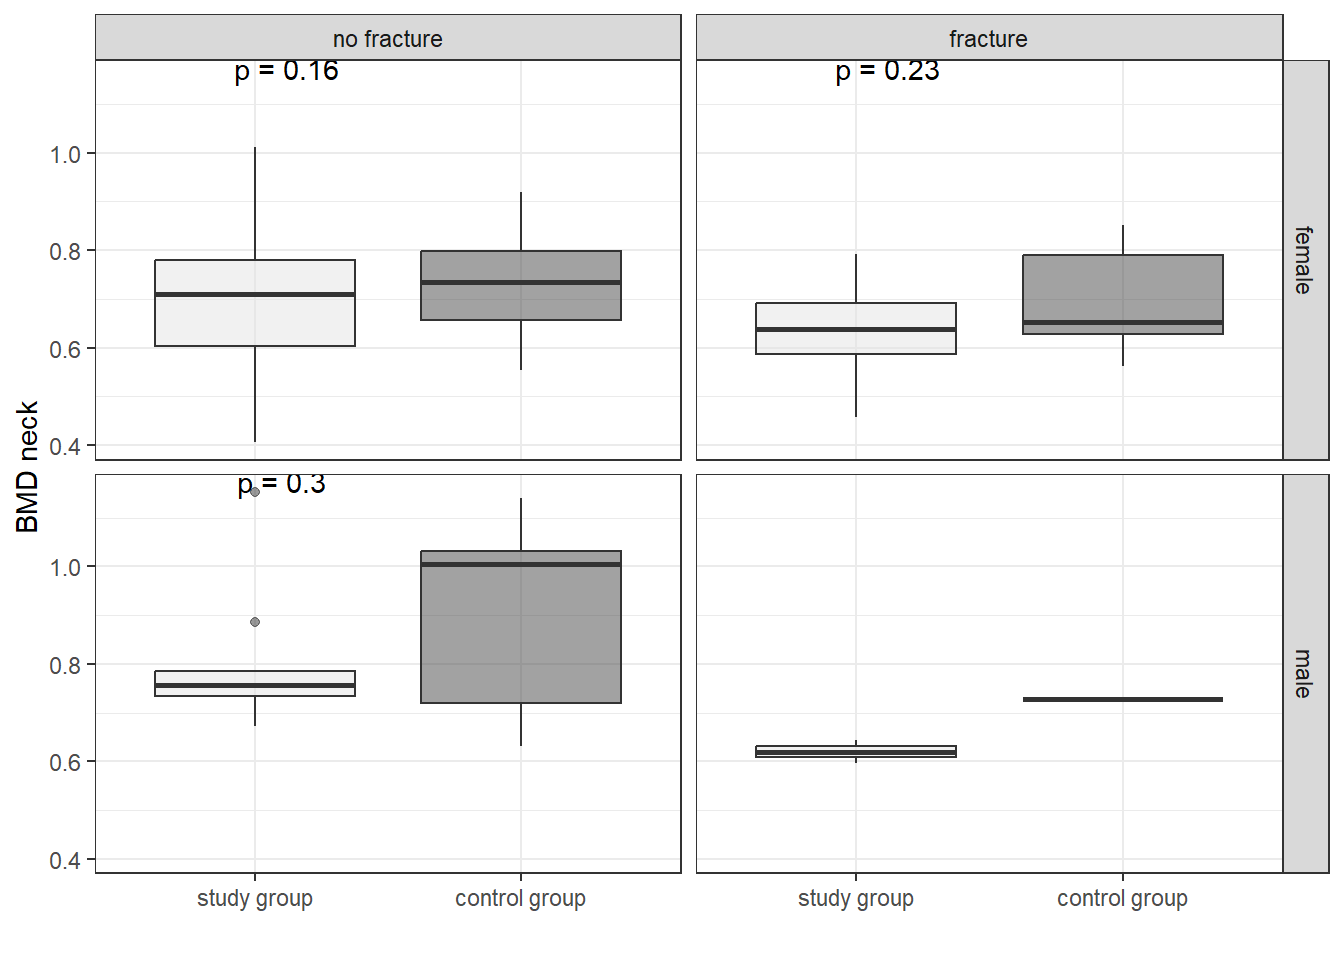 no fracture
fracture
p = 0.16
p = 0.23
1.0
0.8
0.6
0.4
female
BMD neck
p = 0.3
1.0
0.8
0.6
0.4
male
study group
control group
study group
control group